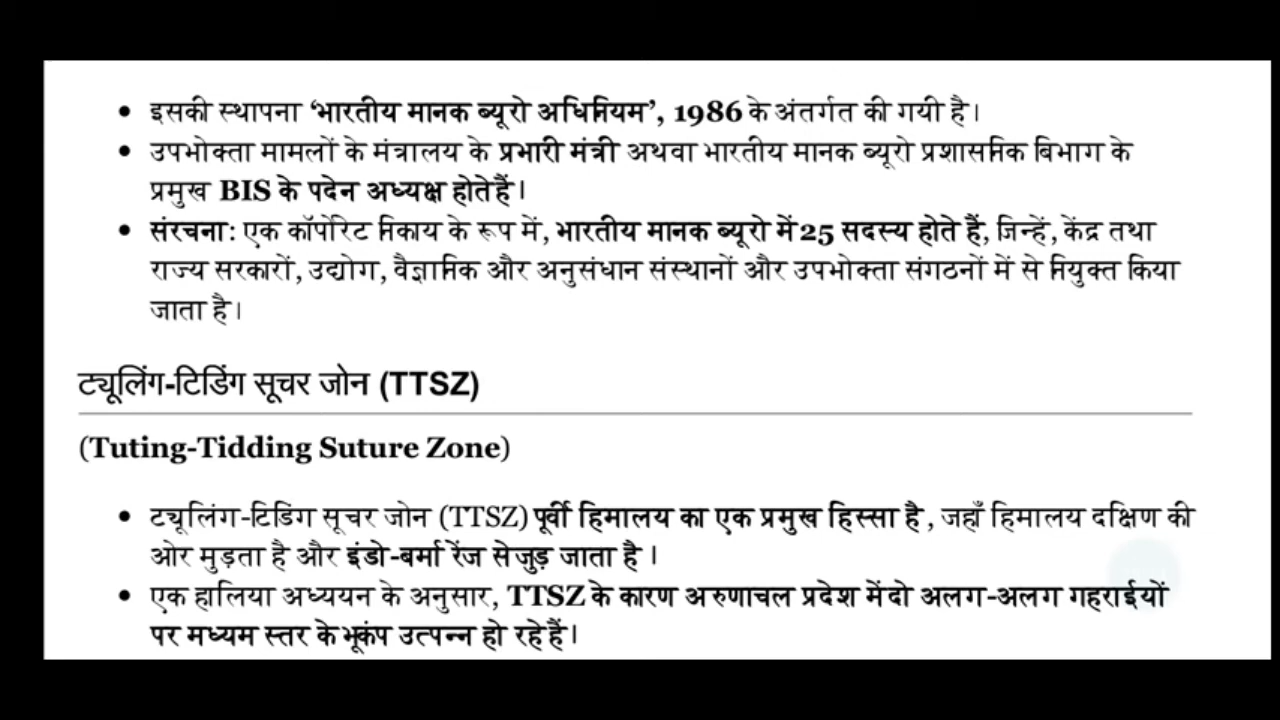 • इसकी स्थापना ‘भारतीय मानक ब्यूरो अधिनियम’, 1986 के अंतर्गत की गयी है।
• उपभोक्ता मामलों के मंत्रालय के प्रभारी मंत्री अथवा भारतीय मानक ब्यूरो प्रशासनिक बिभाग के
प्रमुख BIS के पदेन अध्यक्ष होते हैं।
• संरचना: एक कॉर्पोरेट निकाय के रूप में, भारतीय मानक ब्यूरो में 25 सदस्य होते हैं, जिन्हें, केंद्र तथा
राज्य सरकारों, उद्योग, वैज्ञानिक और अनुसंधान संस्थानों और उपभोक्ता संगठनों में से नियुक्त किया
जाता है।
ट्यूलिंग-टिडिंग सूचर जोन (TTSZ)
(Tuting-Tidding Suture Zone)
• ट्यूलिंग-टिडिंग सूचर जोन (TTSZ) पूर्वी हिमालय का एक प्रमुख हिस्सा है , जहाँ हिमालय दक्षिण की
ओर मुड़ता है और इंडो-बर्मा रेंज से जुड़ जाता है ।
• एक हालिया अध्ययन के अनुसार, TTSZ के कारण अरुणाचल प्रदेश में दो अलग-अलग गहराईयों
पर मध्यम स्तर के भूकंप उत्पन्न हो रहे हैं।